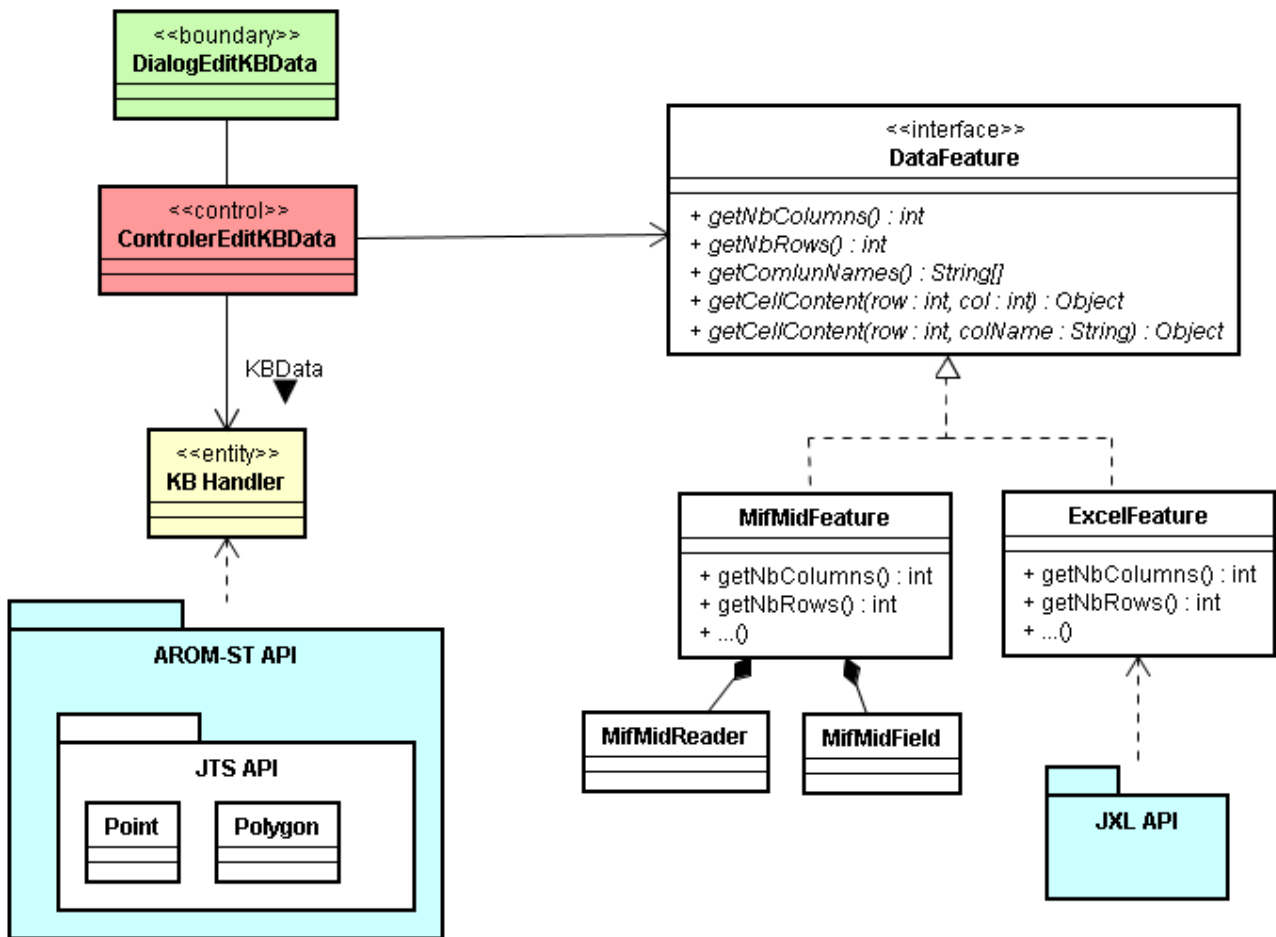 <<boundary>>
DialogEditKBData
<<control>>
ControlerEditKBData
KBData
<<entity>>
KB Handler
AROM-ST API
JTS API
Point
Polygon
<<interface>>
DataFeature
+ getNbColumns() : int
+ getNbRows() : int
+ getComlunNames() : String[]
+ getCellContent(row : int, col : int) : Object
+ getCellContent(row : int, colName : String) : Object
MifMidFeature
+ getNbColumns() : int
+ getNbRows() : int
+ ...()
ExcelFeature
+ getNbColumns() : int
+ getNbRows() : int
+ ...()
MifMidReader
MifMidField
JXL API